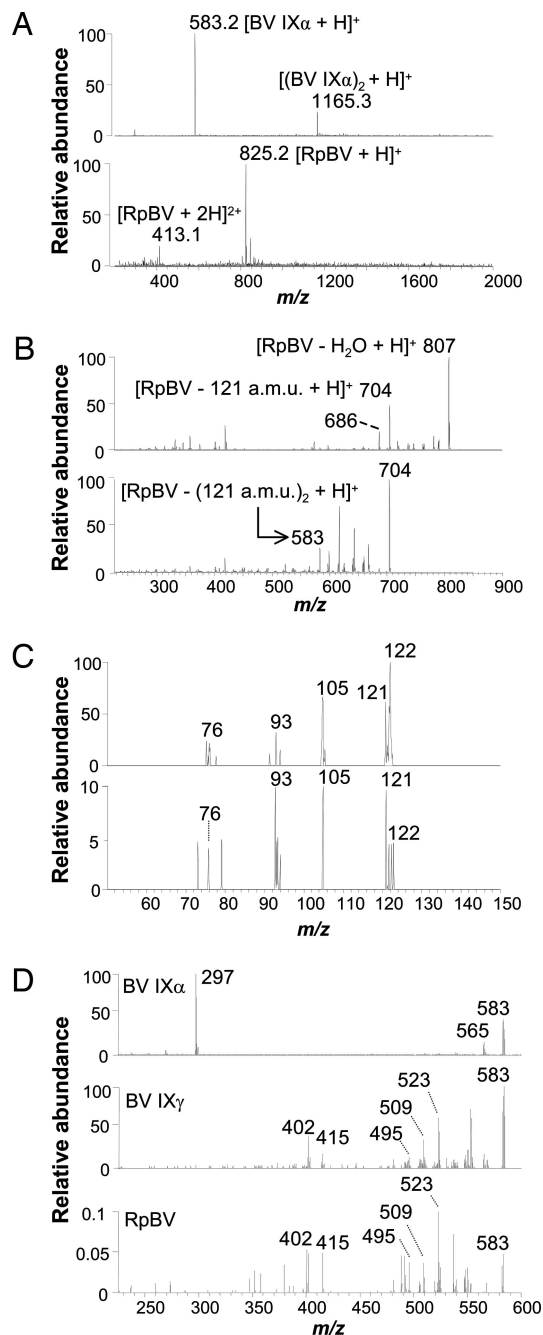 A
Relative abundance
100
50
0
583.2 [BV IXα + H]⁺
[(BV IXα)₂ + H]⁺
1165.3
100
50
0
825.2 [RpBV + H]⁺
[RpBV + 2H]²⁺
413.1
400 800 1200 1600 2000
m/z
B
Relative abundance
100
50
0
[RpBV - H₂O + H]⁺ 807
[RpBV - 121 a.m.u. + H]⁺ 704
686
100
50
0
704
[RpBV - (121 a.m.u.)₂ + H]⁺
583
300 400 500 600 700 800 900
m/z
C
Relative abundance
100
50
0
122
105
121
93
76
10
5
0
93 105 121
76
122
60 70 80 90 100 110 120 130 140 150
m/z
D
Relative abundance
100
50
0
BV IXα
297
583
565
100
50
0
BV IXγ
583
523
509
402 415
495
0.1
0.05
0
RpBV
523
509
402 415 495
583
250 300 350 400 450 500 550 600
m/z